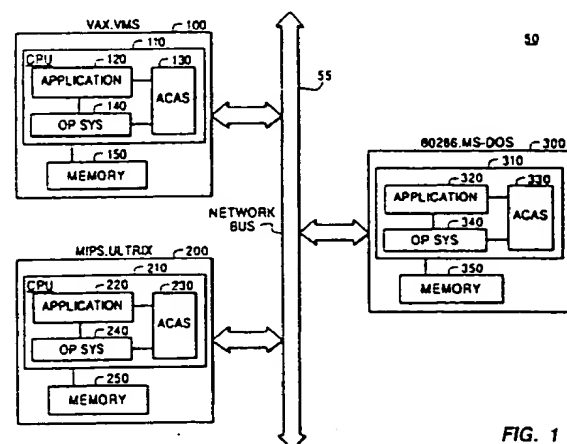 VAX.VMS 100
110
CPU 120 130
APPLICATION
ACAS
140
OP SYS
150
MEMORY
MIPS.ULTRIX 200
210
CPU 220 230
APPLICATION
ACAS
240
OP SYS
250
MEMORY
NETWORK
BUS
50
55
80286.MS-DOS 300
310
320 330
APPLICATION
ACAS
340
OP SYS
350
MEMORY
FIG. 1